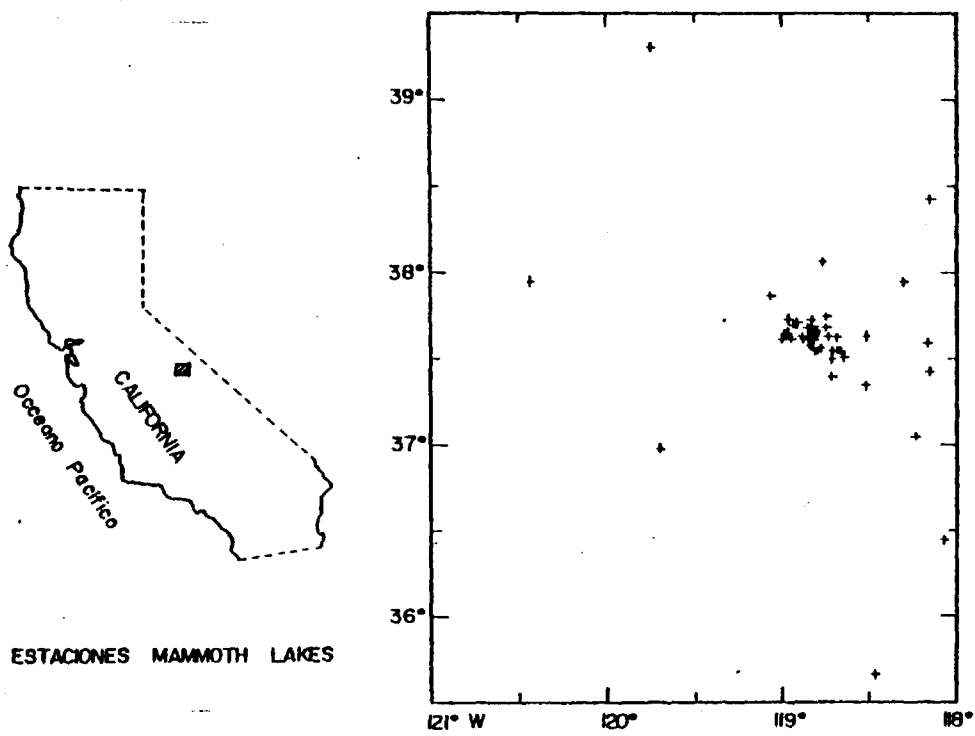 39°
38°
37°
36°
121° W
120°
119°
118°
CALIFORNIA
Occeano Pacifico
ESTACIONES MAMMOTH LAKES